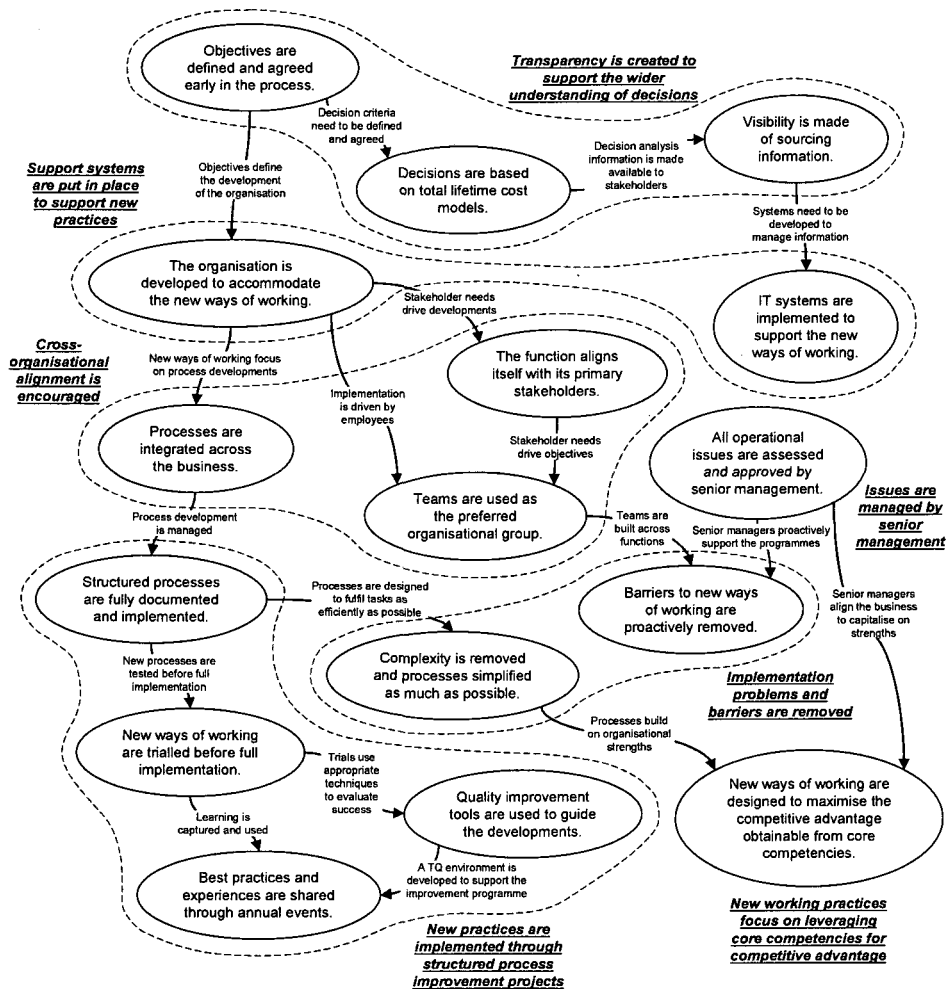 Objectives are
defined and agreed
early in the process.
Transparency is created to
support the wider
understanding of decisions
Decision criteria
need to be defined
and agreed
Visibility is made
of sourcing
information.
Decision analysis
information is made
available to
stakeholders
Support systems
are put in place
to support new
practices
Objectives define
the development
of the organisation
Decisions are based
on total lifetime cost
models.
Systems need to be
developed to
manage information
The organisation is
developed to accommodate
the new ways of working.
Stakeholder needs
drive developments
IT systems are
implemented to
support the new
ways of working.
Cross-
organisational
alignment is
encouraged
New ways of working focus
on process developments
The function aligns
itself with its primary
stakeholders.
Implementation
is driven by
employees
Processes are
integrated across
the business.
Stakeholder needs
drive objectives
All operational
issues are assessed
and approved by
senior management.
Issues are
managed by
senior
management
Teams are used as
the preferred
organisational group.
Process development
is managed
Teams are
built across
functions
Senior managers proactively
support the programmes
Structured processes
are fully documented
and implemented.
Processes are designed
to fulfil tasks as
efficiently as possible
Barriers to new ways
of working are
proactively removed.
Senior managers
align the business
to capitalise on
strengths
New processes are
tested before full
implementation
Complexity is removed
and processes simplified
as much as possible.
Implementation
problems and
barriers are removed
New ways of working
are trialled before full
implementation.
Processes build
on organisational
strengths
Trials use
appropriate
techniques
to evaluate
success
Quality improvement
tools are used to guide
the developments.
New ways of working are
designed to maximise the
competitive advantage
obtainable from core
competencies.
Learning is
captured and used
A TQ environment is
developed to support the
improvement programme
Best practices and
experiences are shared
through annual events.
New practices are
implemented through
structured process
improvement projects
New working practices
focus on leveraging
core competencies for
competitive advantage